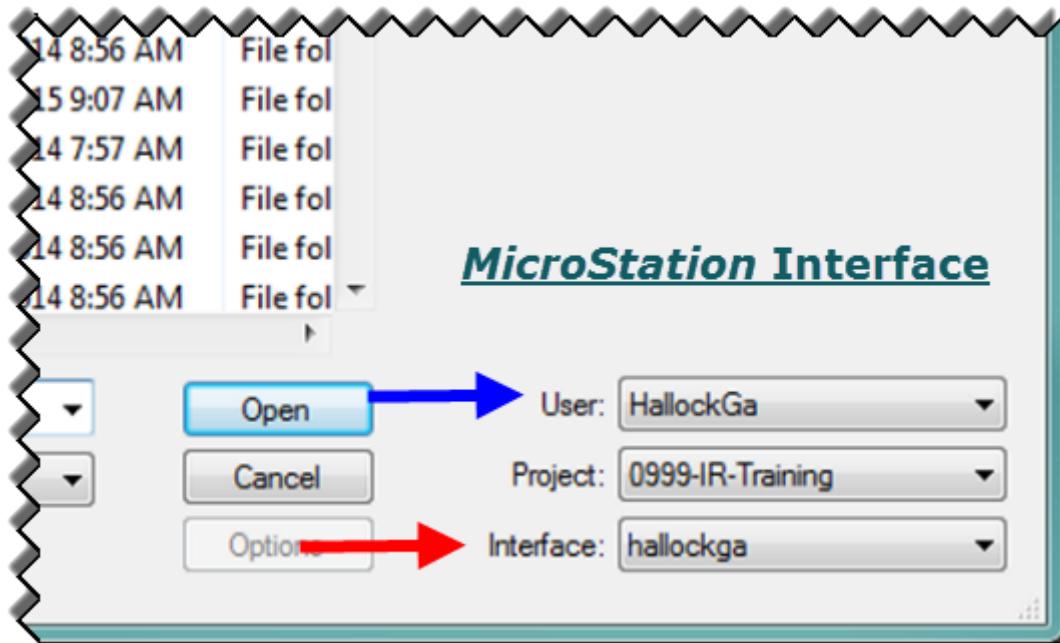 14 8:56 AM File fol
15 9:07 AM File fol
14 7:57 AM File fol
14 8:56 AM File fol
14 8:56 AM File fol
14 8:56 AM File fol
MicroStation Interface
Open User: HallockGa
Cancel Project: 0999-IR-Training
Options Interface: hallockga